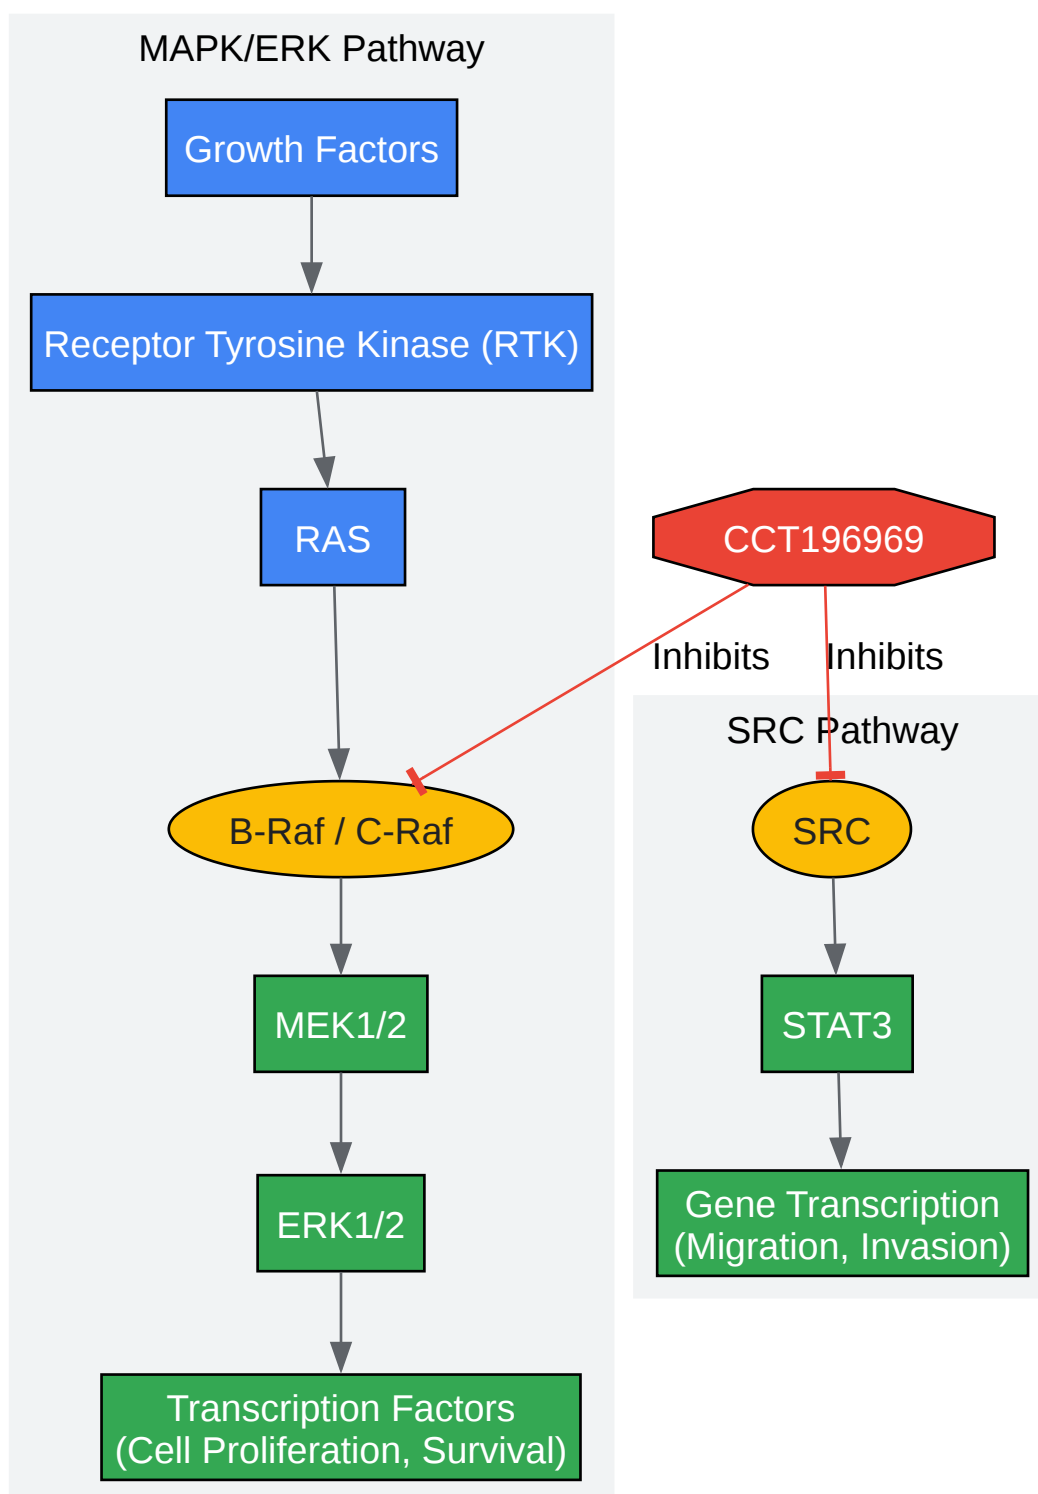 MAPK/ERK Pathway
Growth Factors
Receptor Tyrosine Kinase (RTK)
RAS
CCT196969
Inhibits
Inhibits
SRC Pathway
B-Raf / C-Raf
SRC
MEK1/2
STAT3
ERK1/2
Gene Transcription
(Migration, Invasion)
Transcription Factors
(Cell Proliferation, Survival)